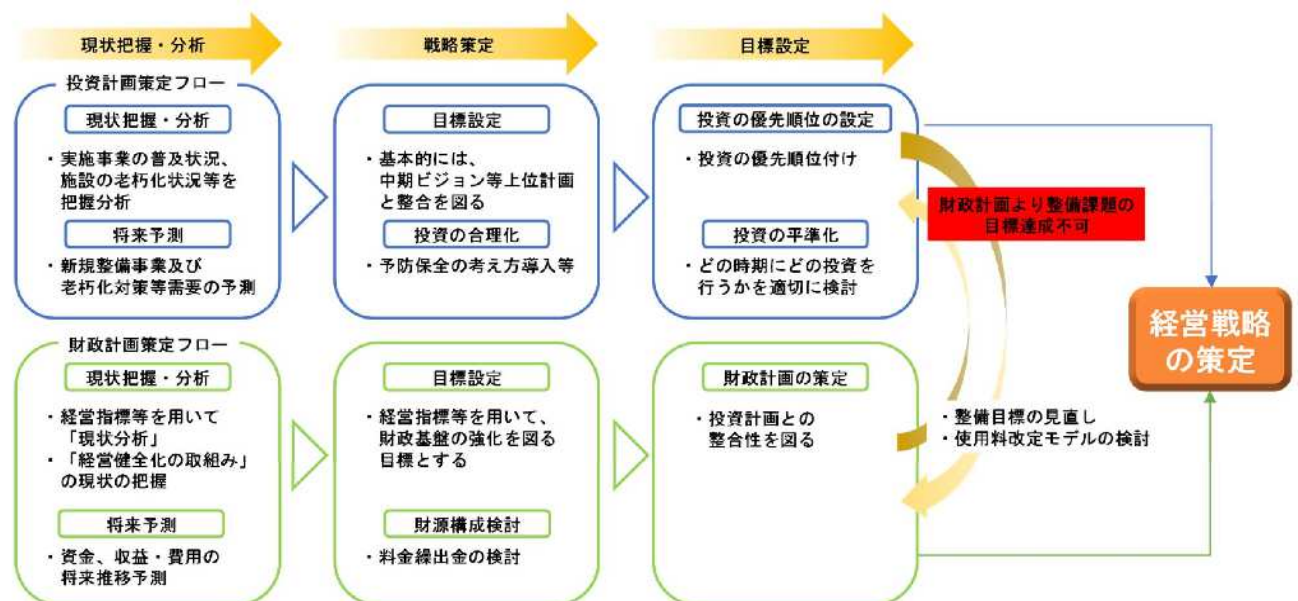 現状把握・分析
戦略策定
目標設定
投資計画策定フロー
現状把握・分析
・実施事業の普及状況、
施設の老朽化状況等を
把握分析
将来予測
・新規整備事業及び
老朽化対策等需要の予測
目標設定
・基本的には、
中期ビジョン等上位計画
と整合を図る
投資の合理化
・予防保全の考え方導入等
投資の優先順位の設定
・投資の優先順位付け
投資の平準化
・どの時期にどの投資を
行うかを適切に検討
財政計画より整備課題の
目標達成不可
財政計画策定フロー
現状把握・分析
・経営指標等を用いて
「現状分析」
・「経営健全化の取組み」
の現状の把握
将来予測
・資金、収益・費用の
将来推移予測
目標設定
・経営指標等を用いて、
財政基盤の強化を図る
目標とする
財源構成検討
・料金繰出金の検討
財政計画の策定
・投資計画との
整合性を図る
・整備目標の見直し
・使用料改定モデルの検討
経営戦略
の策定